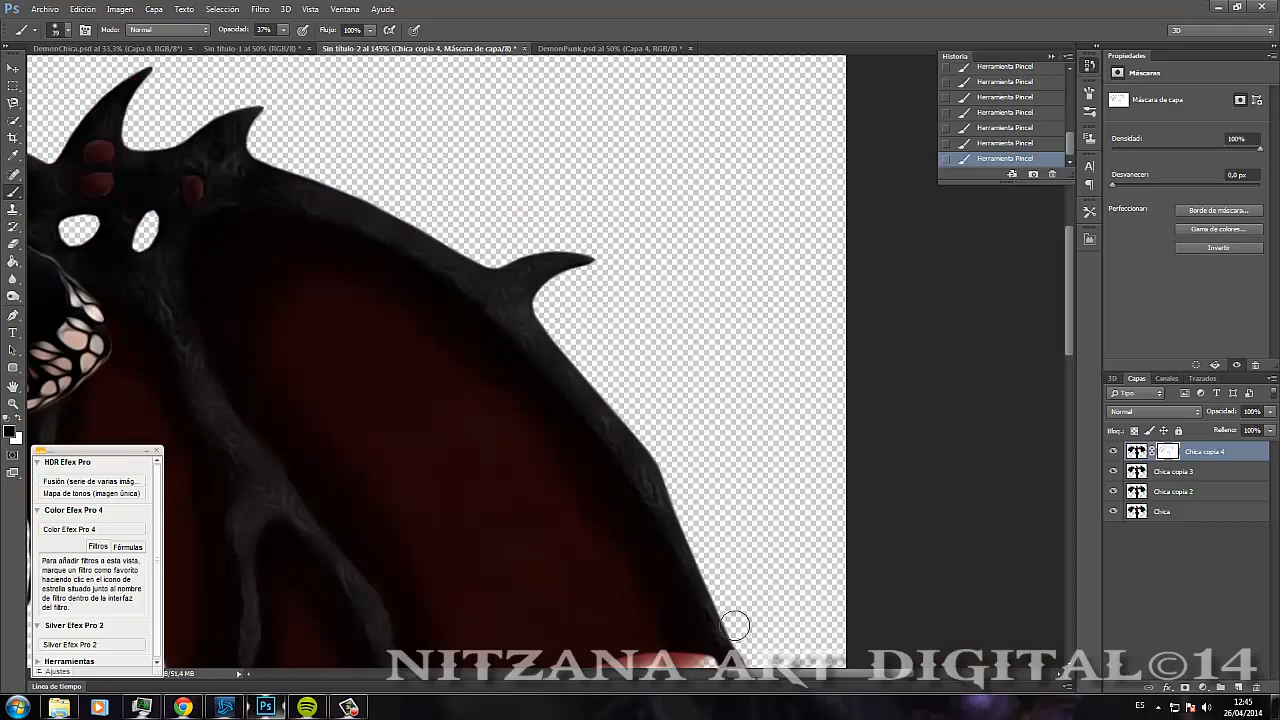 Ps Archivo Edición Imagen Capa Texto Selección Filtro 3D Vista Ventana Ayuda
39 Modo: Normal Opacidad: 37% Flujo: 100% 3D
DemonChica.psd al 33,3% (Capa 0, RGB/8*) × Sin título-1 al 50% (RGB/8) * × Sin título-2 al 145% (Chica copia 4, Máscara de capa/8) * × DemonPunk.psd al 50% (Capa 4, RGB/8) * ×
Historia
Herramienta Pincel
Herramienta Pincel
Herramienta Pincel
Herramienta Pincel
Herramienta Pincel
Herramienta Pincel
Herramienta Pincel
Propiedades
Máscaras
Máscara de capa
Densidad: 100%
Desvanecer: 0,0 px
Perfeccionar: Borde de máscara...
Gama de colores...
Invertir
3D Capas Canales Trazados
Tipo
Normal Opacidad: 100%
Bloq.: Relleno: 100%
Chica copia 4
Chica copia 3
Chica copia 2
Chica
HDR Efex Pro
Fusión (serie de varias imág...
Mapa de tonos (imagen única)
Color Efex Pro 4
Color Efex Pro 4
Filtros Fórmulas
Para añadir filtros a esta vista,
marque un filtro como favorito
haciendo clic en el icono de
estrella situado junto al nombre
de filtro dentro de la interfaz
del filtro.
Silver Efex Pro 2
Silver Efex Pro 2
Herramientas
Ajustes
B/51,4 MB
Línea de tiempo
NITZANA ART DIGITAL©14
ES 12:45
26/04/2014